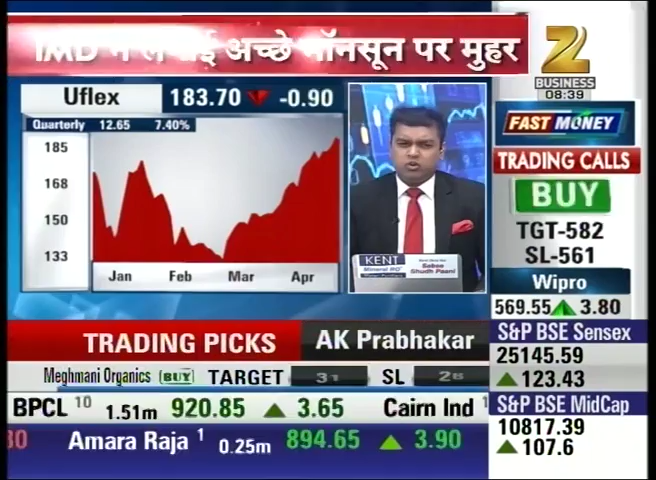 IMD ने लगाई अच्छे मॉनसून पर मुहर
BUSINESS
08:39
Uflex 183.70 -0.90
Quarterly 12.65 7.40%
185
168
150
133
Jan Feb Mar Apr
KENT
Mineral RO
Sabse
Shudh Paani
FAST MONEY
TRADING CALLS
BUY
TGT-582
SL-561
Wipro
569.55 3.80
S&P BSE Sensex
25145.59
123.43
S&P BSE MidCap
10817.39
107.6
TRADING PICKS AK Prabhakar
Meghmani Organics BUY TARGET 31 SL
BPCL 10 1.51m 920.85 3.65 Cairn Ind
30 Amara Raja 1 0.25m 894.65 3.90